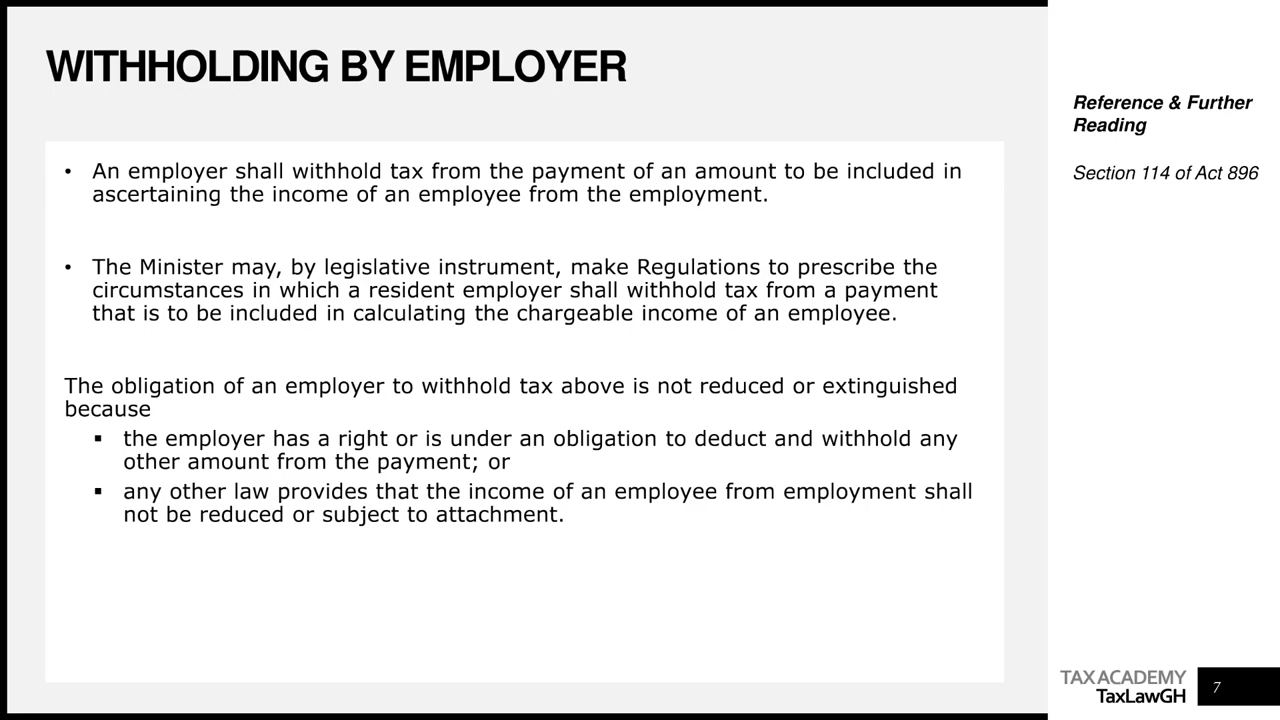 WITHHOLDING BY EMPLOYER
• An employer shall withhold tax from the payment of an amount to be included in
ascertaining the income of an employee from the employment.
• The Minister may, by legislative instrument, make Regulations to prescribe the
circumstances in which a resident employer shall withhold tax from a payment
that is to be included in calculating the chargeable income of an employee.
The obligation of an employer to withhold tax above is not reduced or extinguished
because
▪ the employer has a right or is under an obligation to deduct and withhold any
other amount from the payment; or
▪ any other law provides that the income of an employee from employment shall
not be reduced or subject to attachment.
Reference & Further
Reading
Section 114 of Act 896
TAX ACADEMY
TaxLawGH
7